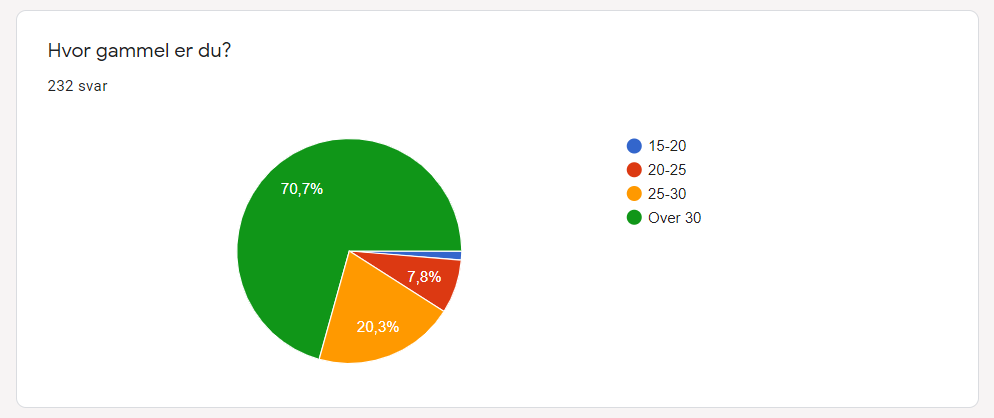 Hvor gammel er du?
232 svar
70,7%
7,8%
20,3%
15-20
20-25
25-30
Over 30